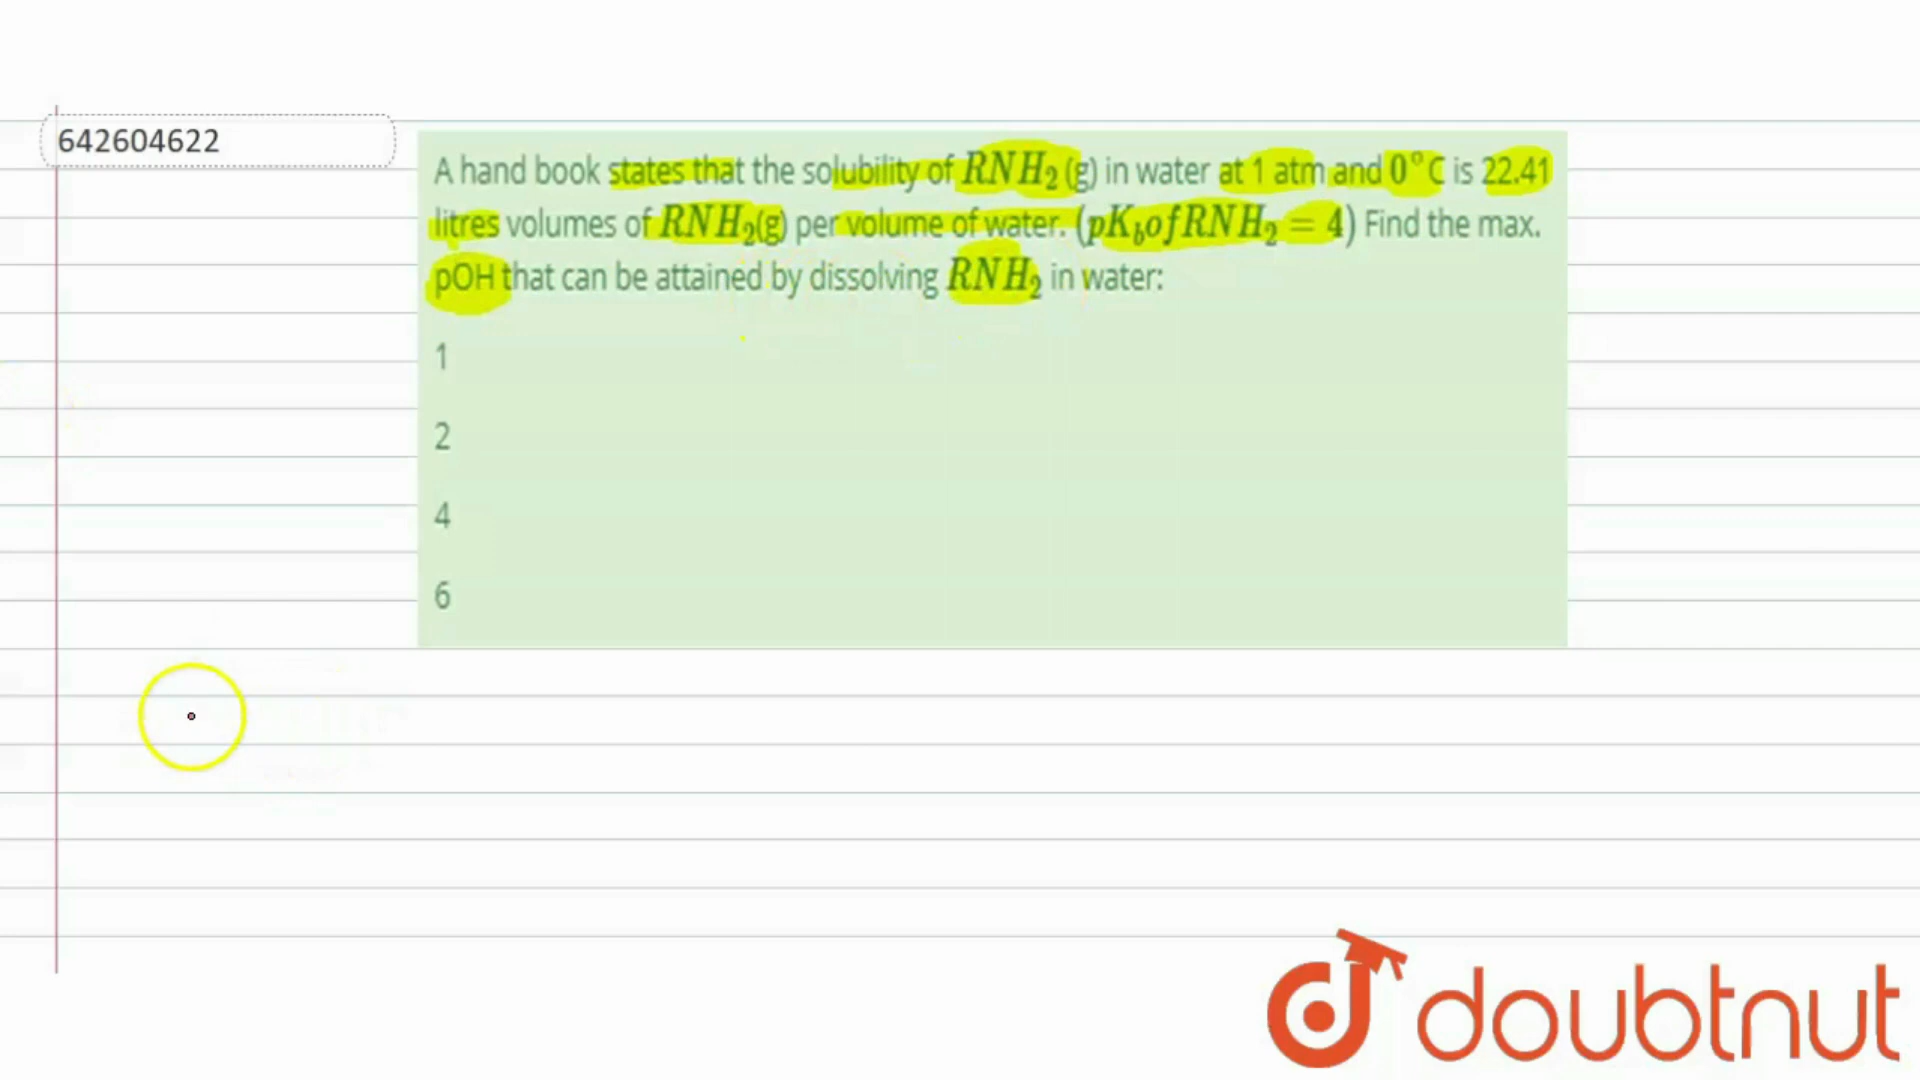 642604622
A hand book states that the solubility of RNH₂ (g) in water at 1 atm and 0°C is 22.41
litres volumes of RNH₂(g) per volume of water. (pK_b of RNH₂ = 4) Find the max.
pOH that can be attained by dissolving RNH₂ in water:
1
2
4
6
doubtnut